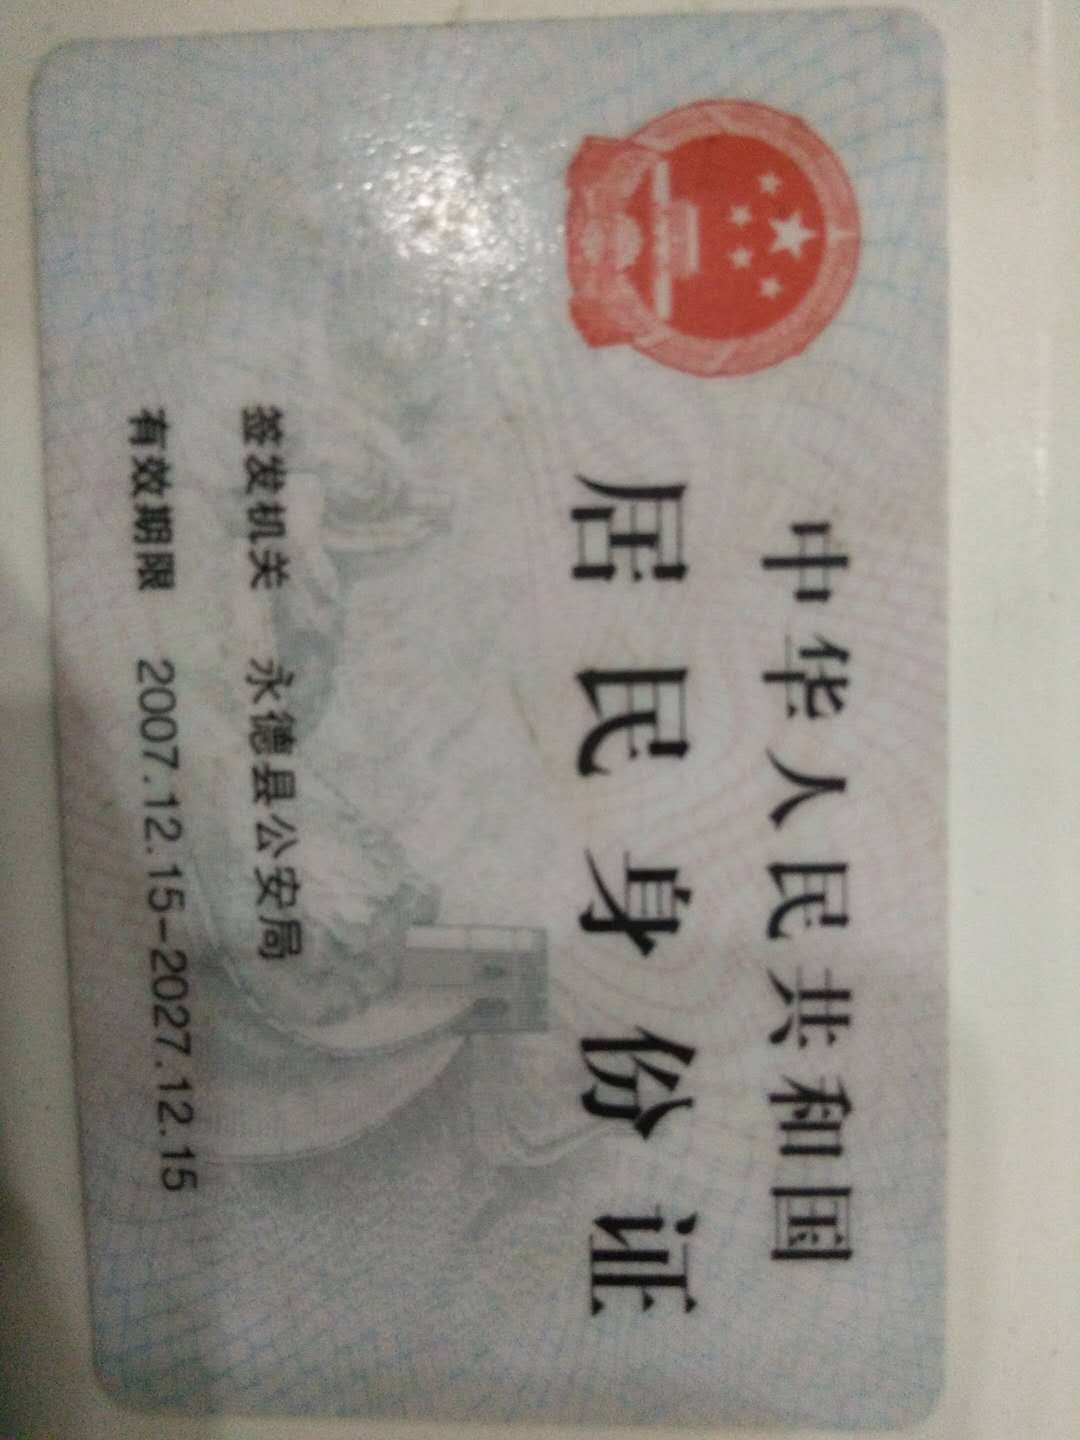 中华人民共和国
居民身份证
签发机关 永德县公安局
有效期限 2007.12.15-2027.12.15